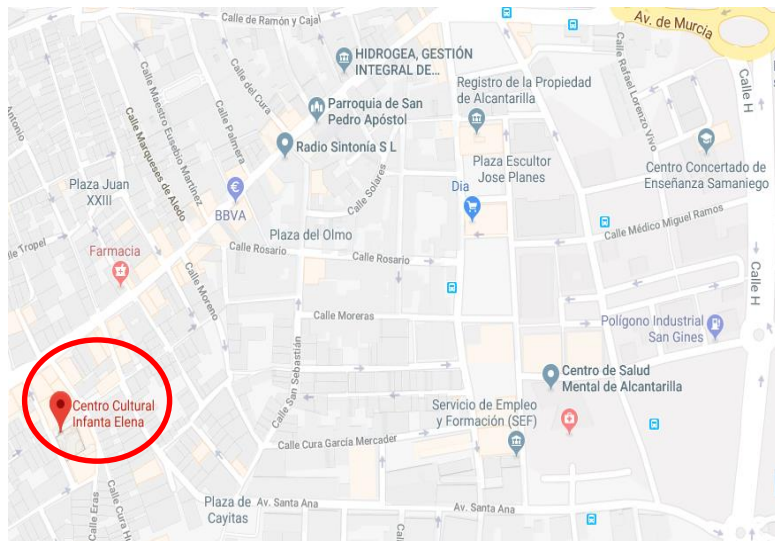 Calle de Ramón y Cajal
Av. de Murcia
HIDROGEA, GESTIÓN
INTEGRAL DE...
Calle Rafael Lorenzo Vivo
Calle H
Calle del Cura
Calle Maestro Eusebio Martínez
Registro de la Propiedad
de Alcantarilla
Parroquia de San
Pedro Apóstol
Antonio
Calle Palmera
Calle Marqueses de Aledo
Radio Sintonía S L
Plaza Escultor
Jose Planes
Centro Concertado de
Enseñanza Samaniego
Plaza Juan
XXIII
BBVA
Calle Solares
Dia
Calle Médico Miguel Ramos
Plaza del Olmo
lle Tropel
Farmacia
Calle Rosario
Calle Rosario
Calle H
Calle Moreno
Calle Moreras
Polígono Industrial
San Gines
Calle San Sebastián
Centro de Salud
Mental de Alcantarilla
Centro Cultural
Infanta Elena
Servicio de Empleo
y Formación (SEF)
Calle Cura García Mercader
Calle Eras
Calle Cura H
Plaza de
Cayitas
Av. Santa Ana
Av. Santa Ana
Cal